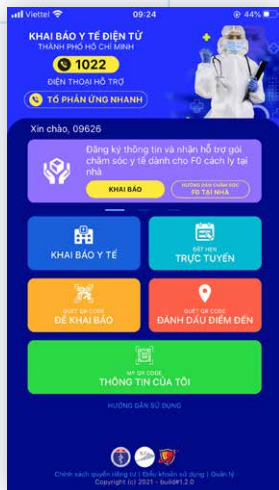 Viettel
09:24
44%
KHAI BÁO Y TẾ ĐIỆN TỬ
THÀNH PHỐ HỒ CHÍ MINH
1022
ĐIỆN THOẠI HỖ TRỢ
TỔ PHẢN ỨNG NHANH
Xin chào, 09626
Đăng ký thông tin và nhận hỗ trợ gói
chăm sóc y tế dành cho F0 cách ly tại
nhà
KHAI BÁO
HƯỚNG DẪN CHĂM SÓC
F0 TẠI NHÀ
KHAI BÁO Y TẾ
ĐẶT HẸN
TRỰC TUYẾN
QUÉT QR CODE
ĐỂ KHAI BÁO
QUÉT QR CODE
ĐÁNH DẤU ĐIỂM ĐẾN
MY QR CODE
THÔNG TIN CỦA TÔI
HƯỚNG DẪN SỬ DỤNG
Chính sách quyền riêng tư | Điều khoản sử dụng | Quản lý
Copyright (c) 2021 - build#1.2.0